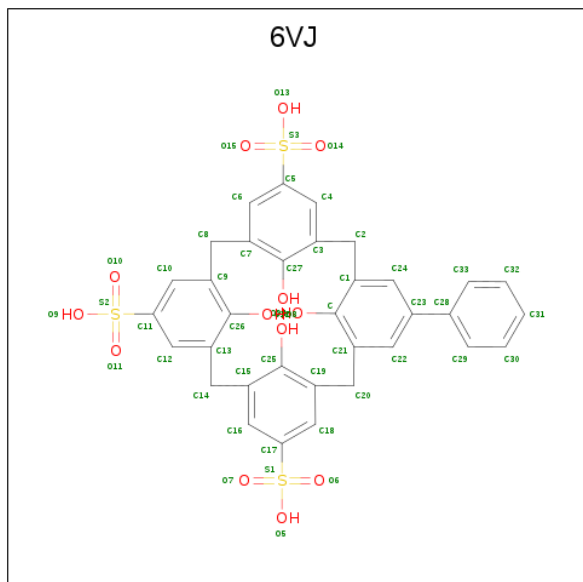 6VJ
O13
OH
S3
O15 O S O O14
C5
C6 C4
C8 C2
C7 C3
O10 C10 C27 C24 C33 C32
O C9 OH C1
S2 C23 C28
O9 HO S OH HO C C31
C11 C26
O OH
O11 C12 C13 C25 C21 C22 C29 C30
C15 C19
C14 C20
C16 C18
C17
O7 S1 O6
O S O
OH
O5